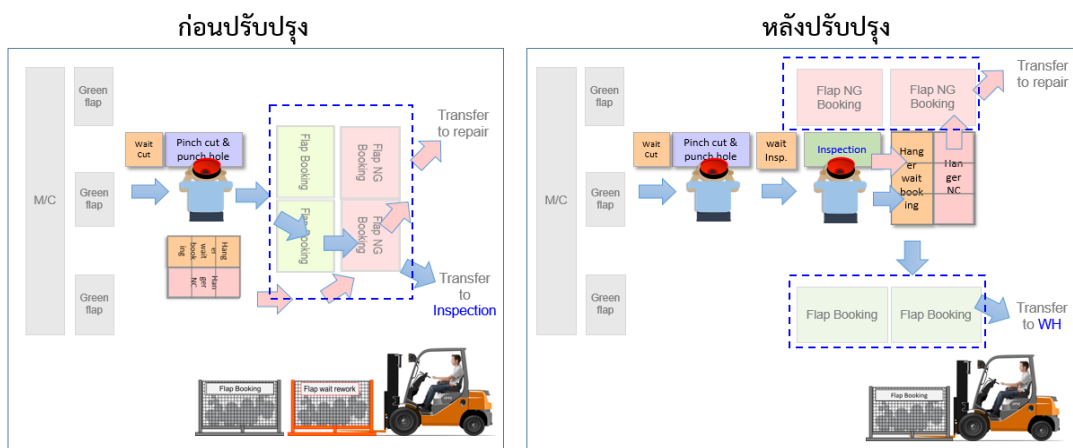 ก่อนปรับปรุง
M/C
Green
flap
Green
flap
Green
flap
wait
cut
Pinch cut &
punch hole
Hang
er
wait
book
ing
Han
ger
NC
Flap Booking
Flap Booking
Flap NG
Booking
Flap NG
Booking
Transfer
to repair
Transfer
to
Inspection
Flap Booking
Flap wait rework
หลังปรับปรุง
M/C
Green
flap
Green
flap
Green
flap
wait
cut
Pinch cut &
punch hole
wait
Insp.
Inspection
Flap NG
Booking
Flap NG
Booking
Transfer
to repair
Hang
er
wait
book
ing
Han
ger
NC
Flap Booking
Flap Booking
Transfer
to WH
Flap Booking